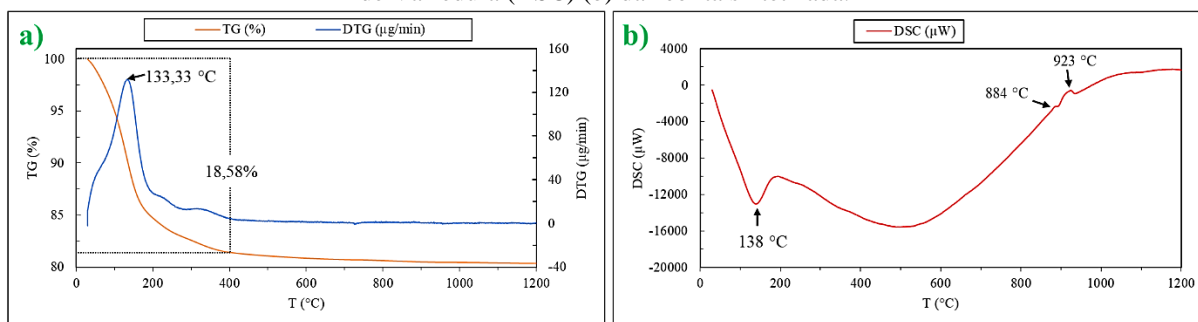 a)
TG (%)
DTG (µg/min)
100
95
90
85
80
TG (%)
133,33 °C
18,58%
160
120
80
40
0
-40
DTG (µg/min)
0
200
400
600
800
1000
1200
T (°C)
b)
DSC (µW)
4000
0
-4000
-8000
-12000
-16000
-20000
DSC (µW)
923 °C
884 °C
138 °C
0
200
400
600
800
1000
1200
T (°C)